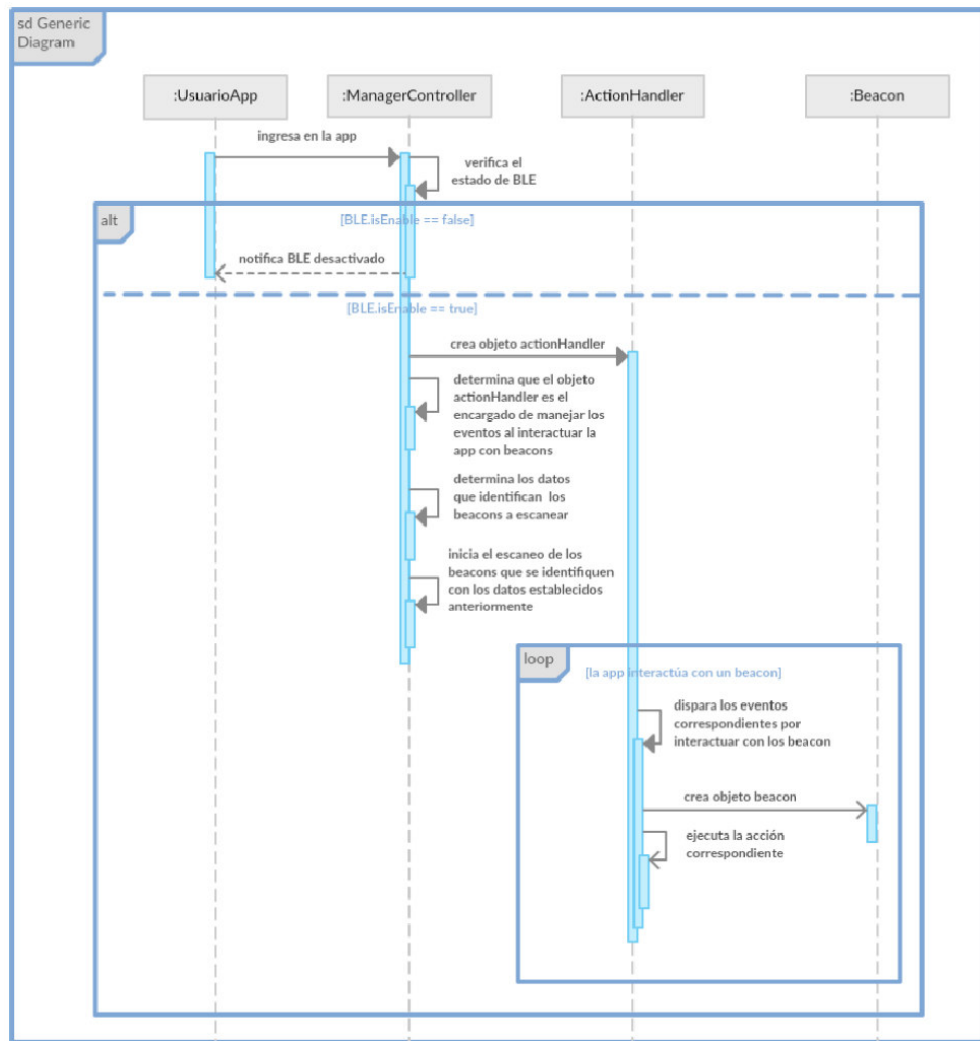 sd Generic
Diagram
:UsuarioApp
:ManagerController
:ActionHandler
:Beacon
ingresa en la app
verifica el
estado de BLE
alt
[BLE.isEnable == false]
notifica BLE desactivado
[BLE.isEnable == true]
crea objeto actionHandler
determina que el objeto
actionHandler es el
encargado de manejar los
eventos al interactuar la
app con beacons
determina los datos
que identifican los
beacons a escanear
inicia el escaneo de los
beacons que se identifiquen
con los datos establecidos
anteriormente
loop
[la app interactúa con un beacon]
dispara los eventos
correspondientes por
interactuar con los beacon
crea objeto beacon
ejecuta la acción
correspondiente